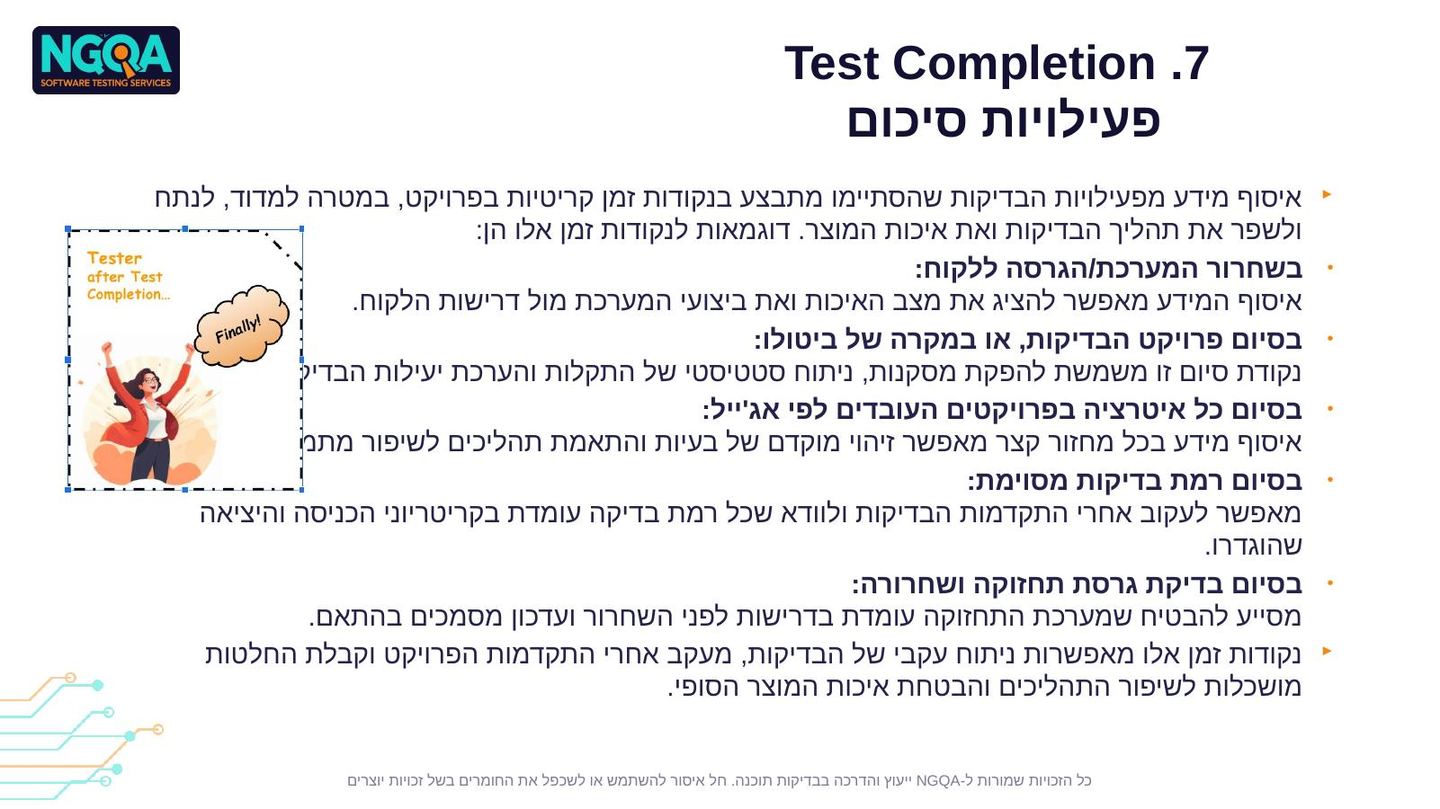 NGQA
SOFTWARE TESTING SERVICES
7. Test Completion
פעילויות סיכום
איסוף מידע מפעילויות הבדיקות שהסתיימו מתבצע בנקודות זמן קריטיות בפרויקט, במטרה למדוד, לנתח
ולשפר את תהליך הבדיקות ואת איכות המוצר. דוגמאות לנקודות זמן אלו הן:
בשחרור המערכת/הגרסה ללקוח:
איסוף המידע מאפשר להציג את מצב האיכות ואת ביצועי המערכת מול דרישות הלקוח.
בסיום פרויקט הבדיקות, או במקרה של ביטולו:
נקודת סיום זו משמשת להפקת מסקנות, ניתוח סטטיסטי של התקלות והערכת יעילות
בסיום כל איטרציה בפרויקטים העובדים לפי אג'ייל:
איסוף מידע בכל מחזור קצר מאפשר זיהוי מוקדם של בעיות והתאמת תהליכים לשיפור
בסיום רמת בדיקות מסוימת:
מאפשר לעקוב אחרי התקדמות הבדיקות ולוודא שכל רמת בדיקה עומדת בקריטריוני הכניסה והיציאה
שהוגדרו.
בסיום בדיקת גרסת תחזוקה ושחרורה:
מסייע להבטיח שמערכת התחזוקה עומדת בדרישות לפני השחרור ועדכון מסמכים בהתאם.
נקודות זמן אלו מאפשרות ניתוח עקבי של הבדיקות, מעקב אחרי התקדמות הפרויקט וקבלת החלטות
מושכלות לשיפור התהליכים והבטחת איכות המוצר הסופי.
Tester
after Test
Completion...
Finally!
כל הזכויות שמורות ל-NGQA ייעוץ והדרכה בבדיקות תוכנה. חל איסור להשתמש או לשכפל את החומרים בשל זכויות יוצרים